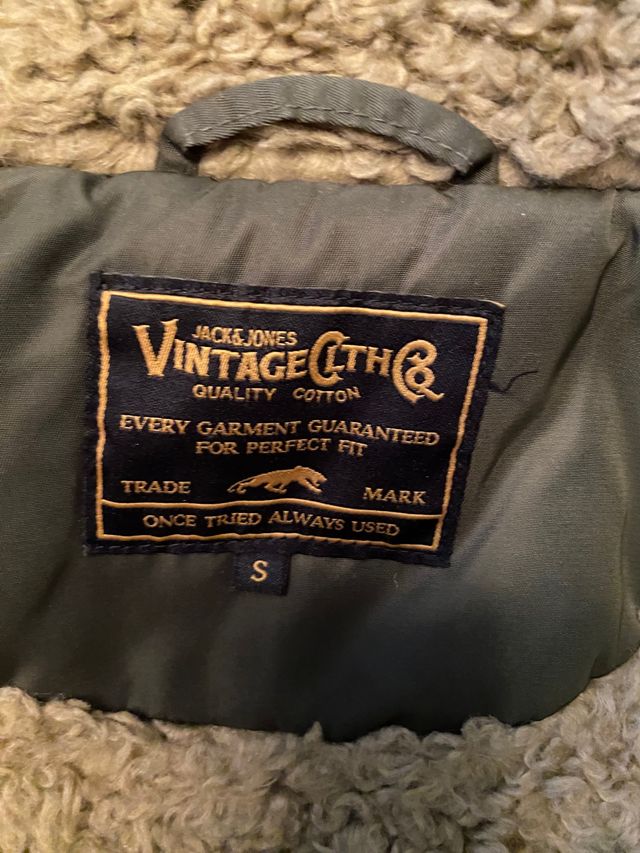 JACK & JONES
VINTAGE CLTH CO
QUALITY COTTON
EVERY GARMENT GUARANTEED
FOR PERFECT FIT
TRADE MARK
ONCE TRIED ALWAYS USED
S